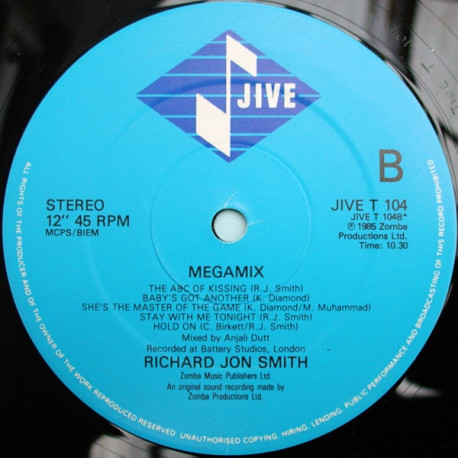 JIVE
B
STEREO
12" 45 RPM
MCPS/BIEM
JIVE T 104
JIVE T 104B*
℗ 1985 Zomba
Productions Ltd.
Time: 10.30
MEGAMIX
THE ABC OF KISSING (R.J. Smith)
BABY'S GOT ANOTHER (K. Diamond)
SHE'S THE MASTER OF THE GAME (K. Diamond/M. Muhammad)
STAY WITH ME TONIGHT (R.J. Smith)
HOLD ON (C. Birkett/R.J. Smith)
Mixed by Anjali Dutt
Recorded at Battery Studios, London
RICHARD JON SMITH
Zomba Music Publishers Ltd.
An original sound recording made by
Zomba Productions Ltd.
ALL RIGHTS OF THE PRODUCER AND OF THE OWNER OF THE WORK REPRODUCED RESERVED. UNAUTHORISED COPYING, HIRING, LENDING, PUBLIC PERFORMANCE AND BROADCASTING OF THIS RECORD PROHIBITED.